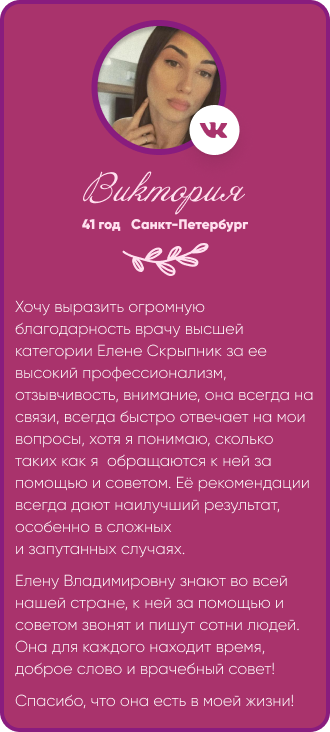 Виктория
41 год Санкт-Петербург
Хочу выразить огромную
благодарность врачу высшей
категории Елене Скрыпник за ее
высокий профессионализм,
отзывчивость, внимание, она всегда на
связи, всегда быстро отвечает на мои
вопросы, хотя я понимаю, сколько
таких как я обращаются к ней за
помощью и советом. Её рекомендации
всегда дают наилучший результат,
особенно в сложных
и запутанных случаях.
Елену Владимировну знают во всей
нашей стране, к ней за помощью и
советом звонят и пишут сотни людей.
Она для каждого находит время,
доброе слово и врачебный совет!
Спасибо, что она есть в моей жизни!